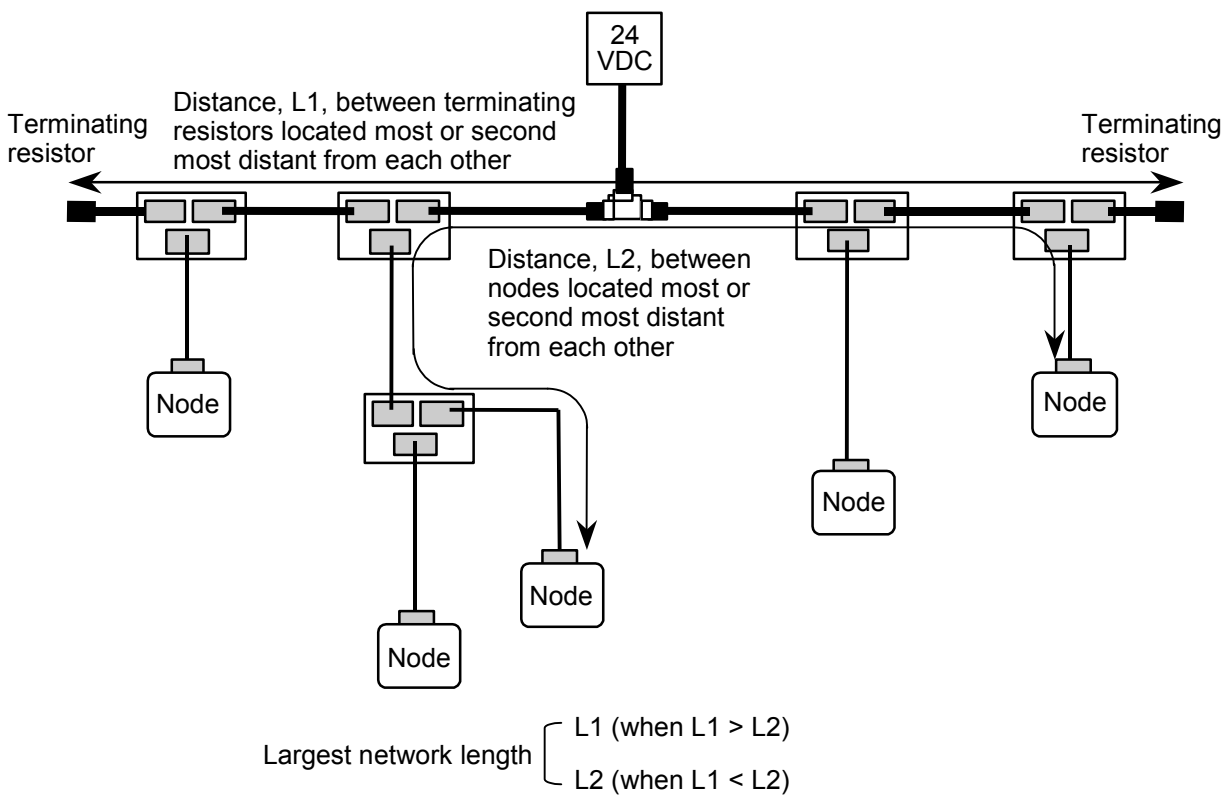 24
VDC
Distance, L1, between terminating
resistors located most or second
most distant from each other
Terminating
resistor
Terminating
resistor
Distance, L2, between
nodes located most or
second most distant
from each other
Node
Node
Node
Node
Node
Largest network length
L1 (when L1 > L2)
L2 (when L1 < L2)